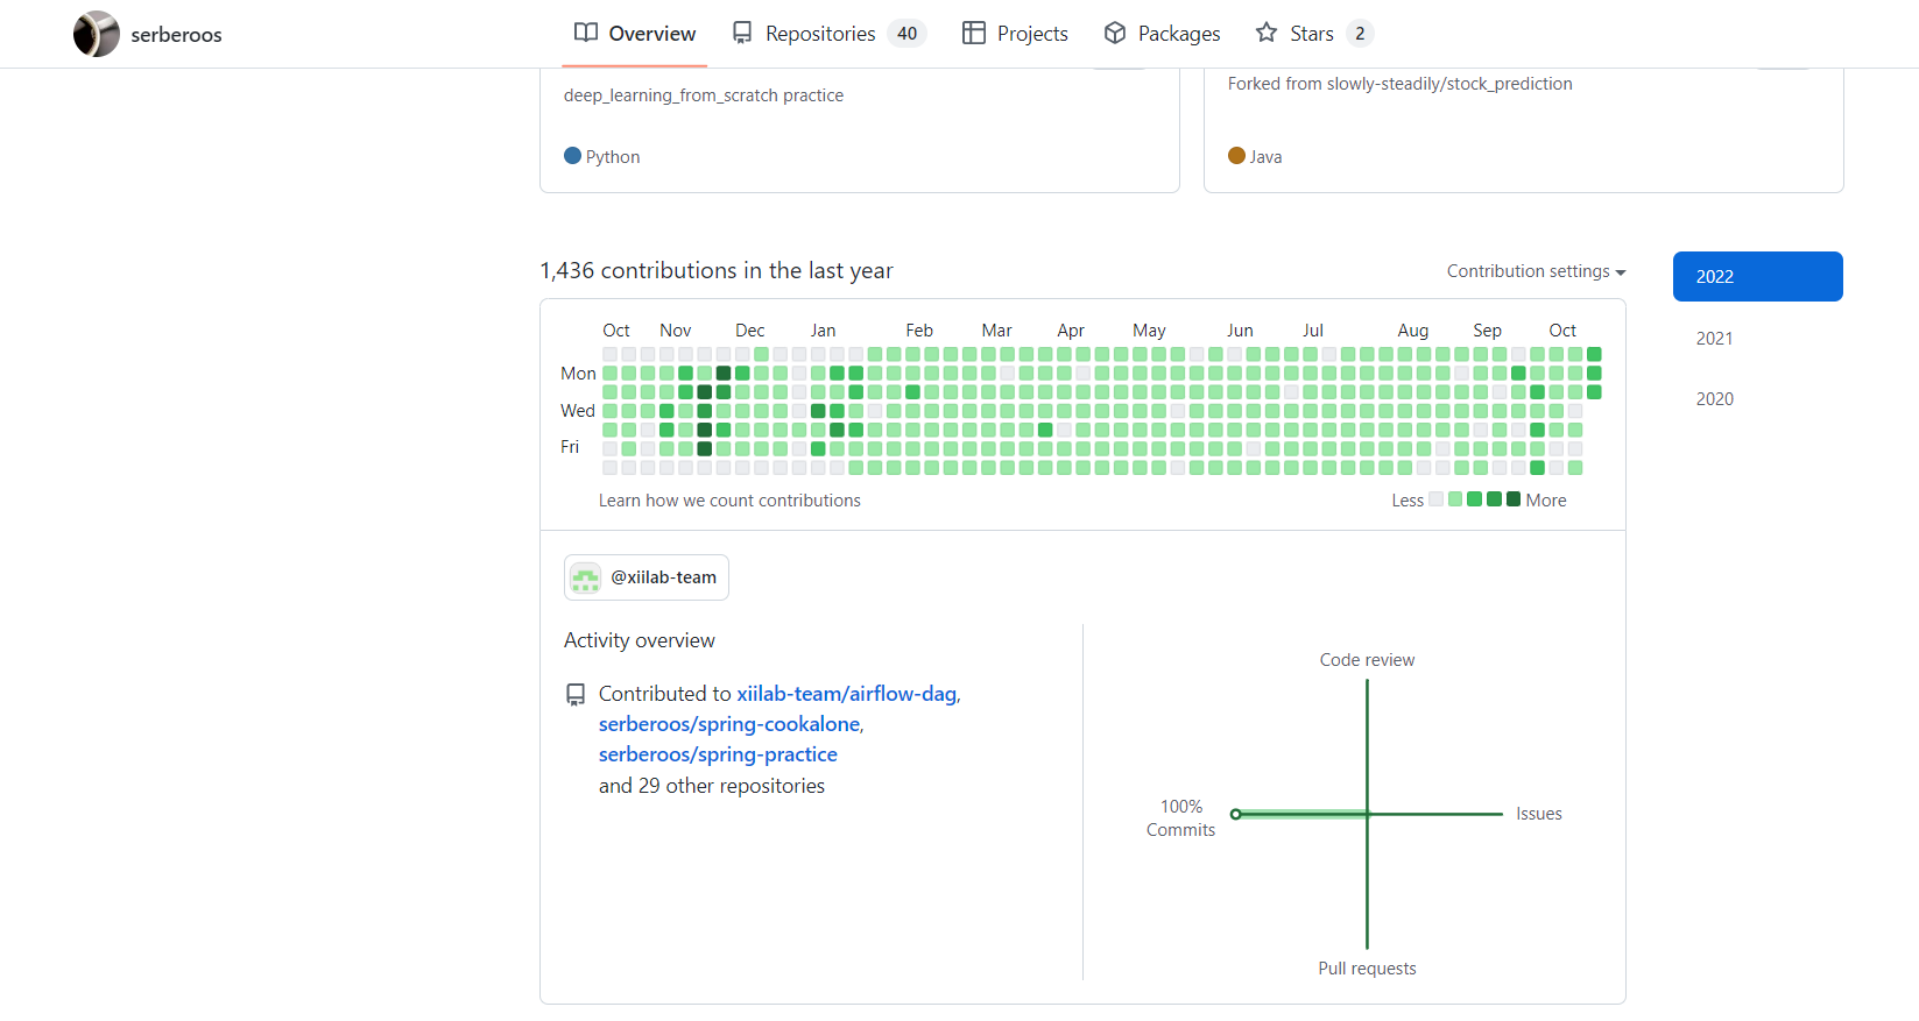 serberoos
Overview
Repositories 40
Projects
Packages
Stars 2
deep_learning_from_scratch practice
Python
Forked from slowly-steadily/stock_prediction
Java
1,436 contributions in the last year
Contribution settings
2022
2021
2020
Oct Nov Dec Jan Feb Mar Apr May Jun Jul Aug Sep Oct
Mon
Wed
Fri
Learn how we count contributions
Less More
@xiilab-team
Activity overview
Contributed to xiilab-team/airflow-dag,
serberoos/spring-cookalone,
serberoos/spring-practice
and 29 other repositories
Code review
100%
Commits
Issues
Pull requests